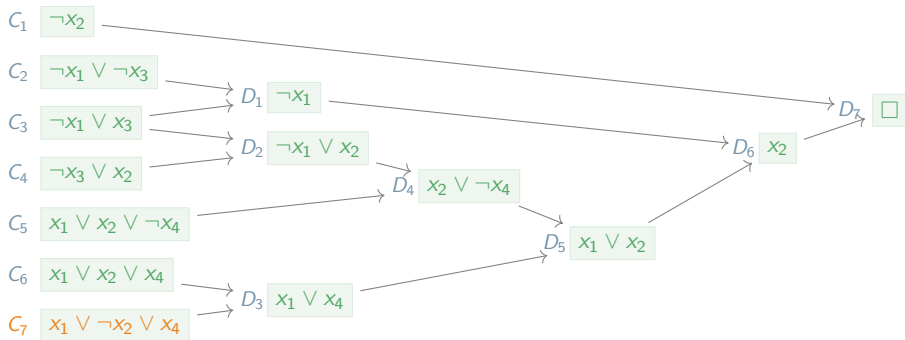 C₁ ¬x₂
C₂ ¬x₁ ∨ ¬x₃
D₁ ¬x₁
D₇ □
C₃ ¬x₁ ∨ x₃
D₂ ¬x₁ ∨ x₂
D₆ x₂
C₄ ¬x₃ ∨ x₂
D₄ x₂ ∨ ¬x₄
C₅ x₁ ∨ x₂ ∨ ¬x₄
D₅ x₁ ∨ x₂
C₆ x₁ ∨ x₂ ∨ x₄
D₃ x₁ ∨ x₄
C₇ x₁ ∨ ¬x₂ ∨ x₄